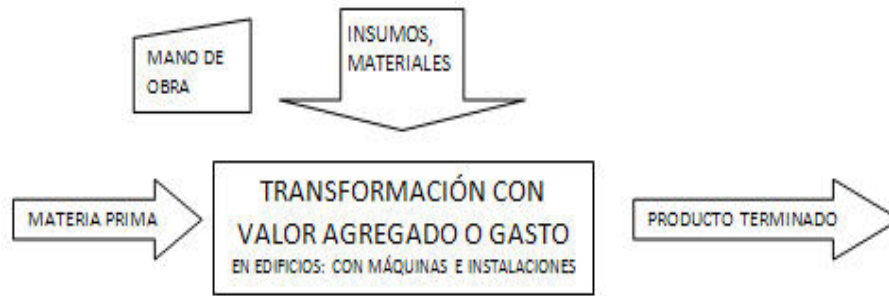 MANO DE
OBRA
INSUMOS,
MATERIALES
MATERIA PRIMA
TRANSFORMACIÓN CON
VALOR AGREGADO O GASTO
EN EDIFICIOS: CON MÁQUINAS E INSTALACIONES
PRODUCTO TERMINADO